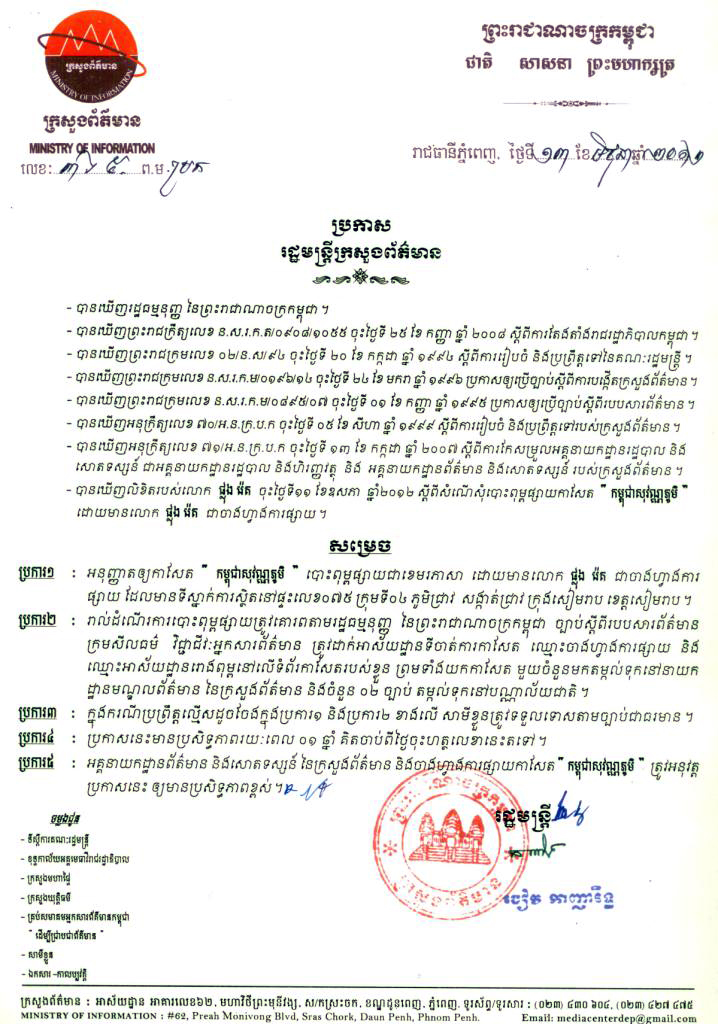 ក្រសួងព័ត៌មាន
MINISTRY OF INFORMATION
ក្រសួងព័ត៌មាន
MINISTRY OF INFORMATION
លេខ: ព.ម
ព្រះរាជាណាចក្រកម្ពុជា
ជាតិ សាសនា ព្រះមហាក្សត្រ
រាជធានីភ្នំពេញ, ថ្ងៃទី ១៣ ខែ មិថុនា ឆ្នាំ ២០១២
ប្រកាស
រដ្ឋមន្ត្រីក្រសួងព័ត៌មាន
- បានឃើញរដ្ឋធម្មនុញ្ញ នៃព្រះរាជាណាចក្រកម្ពុជា ។
- បានឃើញព្រះរាជក្រឹត្យលេខ ន.ស.រ.ក.ត/០៩០៨/១០៥៥ ចុះថ្ងៃទី ២៥ ខែ កញ្ញា ឆ្នាំ ២០០៨ ស្តីពីការតែងតាំងរាជរដ្ឋាភិបាលកម្ពុជា ។
- បានឃើញព្រះរាជក្រមលេខ ០២/ន.ស/៩៤ ចុះថ្ងៃទី ២០ ខែ កក្កដា ឆ្នាំ ១៩៩៤ ស្តីពីការរៀបចំ និងប្រព្រឹត្តទៅនៃគណៈរដ្ឋមន្ត្រី ។
- បានឃើញព្រះរាជក្រមលេខ ន.ស.រ.ក.ម/០១៩៦/១៤ ចុះថ្ងៃទី ២៤ ខែ មករា ឆ្នាំ ១៩៩៦ ប្រកាសឲ្យប្រើច្បាប់ស្តីពីការបង្កើតក្រសួងព័ត៌មាន ។
- បានឃើញព្រះរាជក្រមលេខ ន.ស.រ.ក.ម/០៨៩៥/០៧ ចុះថ្ងៃទី ០១ ខែ កញ្ញា ឆ្នាំ ១៩៩៥ ប្រកាសឲ្យប្រើច្បាប់ស្តីពីរបបសារព័ត៌មាន ។
- បានឃើញអនុក្រឹត្យលេខ ៧០/អ.ន.ក្រ.ប.ក ចុះថ្ងៃទី ០៥ ខែ សីហា ឆ្នាំ ១៩៩៩ ស្តីពីការរៀបចំ និងប្រព្រឹត្តទៅរបស់ក្រសួងព័ត៌មាន ។
- បានឃើញអនុក្រឹត្យលេខ ៧១/អ.ន.ក្រ.ប.ក ចុះថ្ងៃទី ១៣ ខែ កក្កដា ឆ្នាំ ២០០៧ ស្តីពីការកែសម្រួលអគ្គនាយកដ្ឋានរដ្ឋបាល និង
សោតទស្សន៍ ជាអគ្គនាយកដ្ឋានរដ្ឋបាល និងហិរញ្ញវត្ថុ និង អគ្គនាយកដ្ឋានព័ត៌មាន និងសោតទស្សន៍ របស់ក្រសួងព័ត៌មាន ។
- បានឃើញលិខិតរបស់លោក ផ្លុង រ៉េត ចុះថ្ងៃទី១១ ខែឧសភា ឆ្នាំ២០១២ ស្តីពីសំណើសុំបោះពុម្ពផ្សាយកាសែត " កម្ពុជាសុវណ្ណភូមិ "
ដោយមានលោក ផ្លុង រ៉េត ជាចាងហ្វាងការផ្សាយ ។
សម្រេច
ប្រការ១ : អនុញ្ញាតឲ្យកាសែត " កម្ពុជាសុវណ្ណភូមិ " បោះពុម្ពផ្សាយជាខេមរភាសា ដោយមានលោក ផ្លុង រ៉េត ជាចាងហ្វាងការ
ផ្សាយ ដែលមានទីស្នាក់ការស្ថិតនៅផ្ទះលេខ០៧៥ ក្រុមទី០៤ ភូមិជ្រាវ សង្កាត់ជ្រាវ ក្រុងសៀមរាប ខេត្តសៀមរាប ។
ប្រការ២ : រាល់ដំណើរការបោះពុម្ពផ្សាយត្រូវគោរពតាមរដ្ឋធម្មនុញ្ញ នៃព្រះរាជាណាចក្រកម្ពុជា ច្បាប់ស្តីពីរបបសារព័ត៌មាន
ក្រមសីលធម៌ វិជ្ជាជីវៈអ្នកសារព័ត៌មាន ត្រូវដាក់អាស័យដ្ឋានទីចាត់ការកាសែត ឈ្មោះចាងហ្វាងការផ្សាយ និង
ឈ្មោះអាស័យដ្ឋានរោងពុម្ពនៅលើទំព័រកាសែតរបស់ខ្លួន ព្រមទាំងយកកាសែត មួយចំនួនមកតម្កល់ទុកនៅនាយក
ដ្ឋានមណ្ឌលព័ត៌មាន នៃក្រសួងព័ត៌មាន និងចំនួន ០២ ច្បាប់ តម្កល់ទុកនៅបណ្ណាល័យជាតិ ។
ប្រការ៣ : ក្នុងករណីប្រព្រឹត្តល្មើសដូចចែងក្នុងប្រការ១ និងប្រការ២ ខាងលើ សាមីខ្លួនត្រូវទទួលទោសតាមច្បាប់ជាធរមាន ។
ប្រការ៤ : ប្រកាសនេះមានប្រសិទ្ធភាពរយៈពេល ០១ ឆ្នាំ គិតចាប់ពីថ្ងៃចុះហត្ថលេខានេះតទៅ ។
ប្រការ៥ : អគ្គនាយកដ្ឋានព័ត៌មាន និងសោតទស្សន៍ នៃក្រសួងព័ត៌មាន និងចាងហ្វាងការផ្សាយកាសែត "កម្ពុជាសុវណ្ណភូមិ" ត្រូវអនុវត្ត
ប្រកាសនេះ ឲ្យមានប្រសិទ្ធភាពខ្ពស់ ។
រដ្ឋមន្ត្រី
ព្រះរាជាណាចក្រកម្ពុជា
ក្រសួងព័ត៌មាន
ខៀវ កាញារីទ្ធ
ចម្លងជូន
- ទីស្តីការគណៈរដ្ឋមន្ត្រី
- ខុទ្ទកាល័យអគ្គមេធាវីរាជរដ្ឋាភិបាល
- ក្រសួងមហាផ្ទៃ
- ក្រសួងយុត្តិធម៌
- គ្រប់សមាគមអ្នកសារព័ត៌មានកម្ពុជា
" ដើម្បីជ្រាបជាព័ត៌មាន "
- សាមីខ្លួន
- ឯកសារ -កាលប្បវត្តិ
ក្រសួងព័ត៌មាន : អាស័យដ្ឋាន អាគារលេខ៦២, មហាវិថីព្រះមុនីវង្ស, ស/កស្រះចក, ខណ្ឌដូនពេញ, ភ្នំពេញ, ទូរស័ព្ទ/ទូរសារ : (០២៣) ៤៣០ ៦០៤, (០២៣) ៤២៧ ៤៧៥
MINISTRY OF INFORMATION : #62, Preah Monivong Blvd, Sras Chork, Daun Penh, Phnom Penh. Email: mediacenterdep@gmail.com